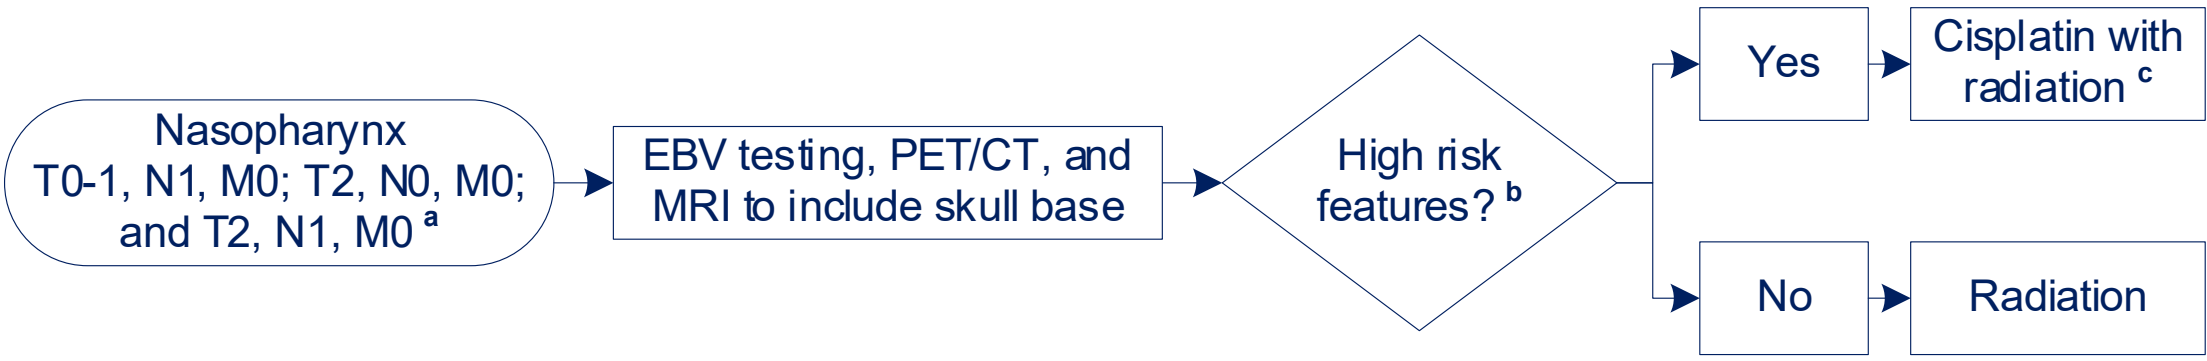 Nasopharynx
T0-1, N1, M0; T2, N0, M0;
and T2, N1, M0 a
EBV testing, PET/CT, and
MRI to include skull base
High risk
features? b
Yes
Cisplatin with
radiation c
No
Radiation